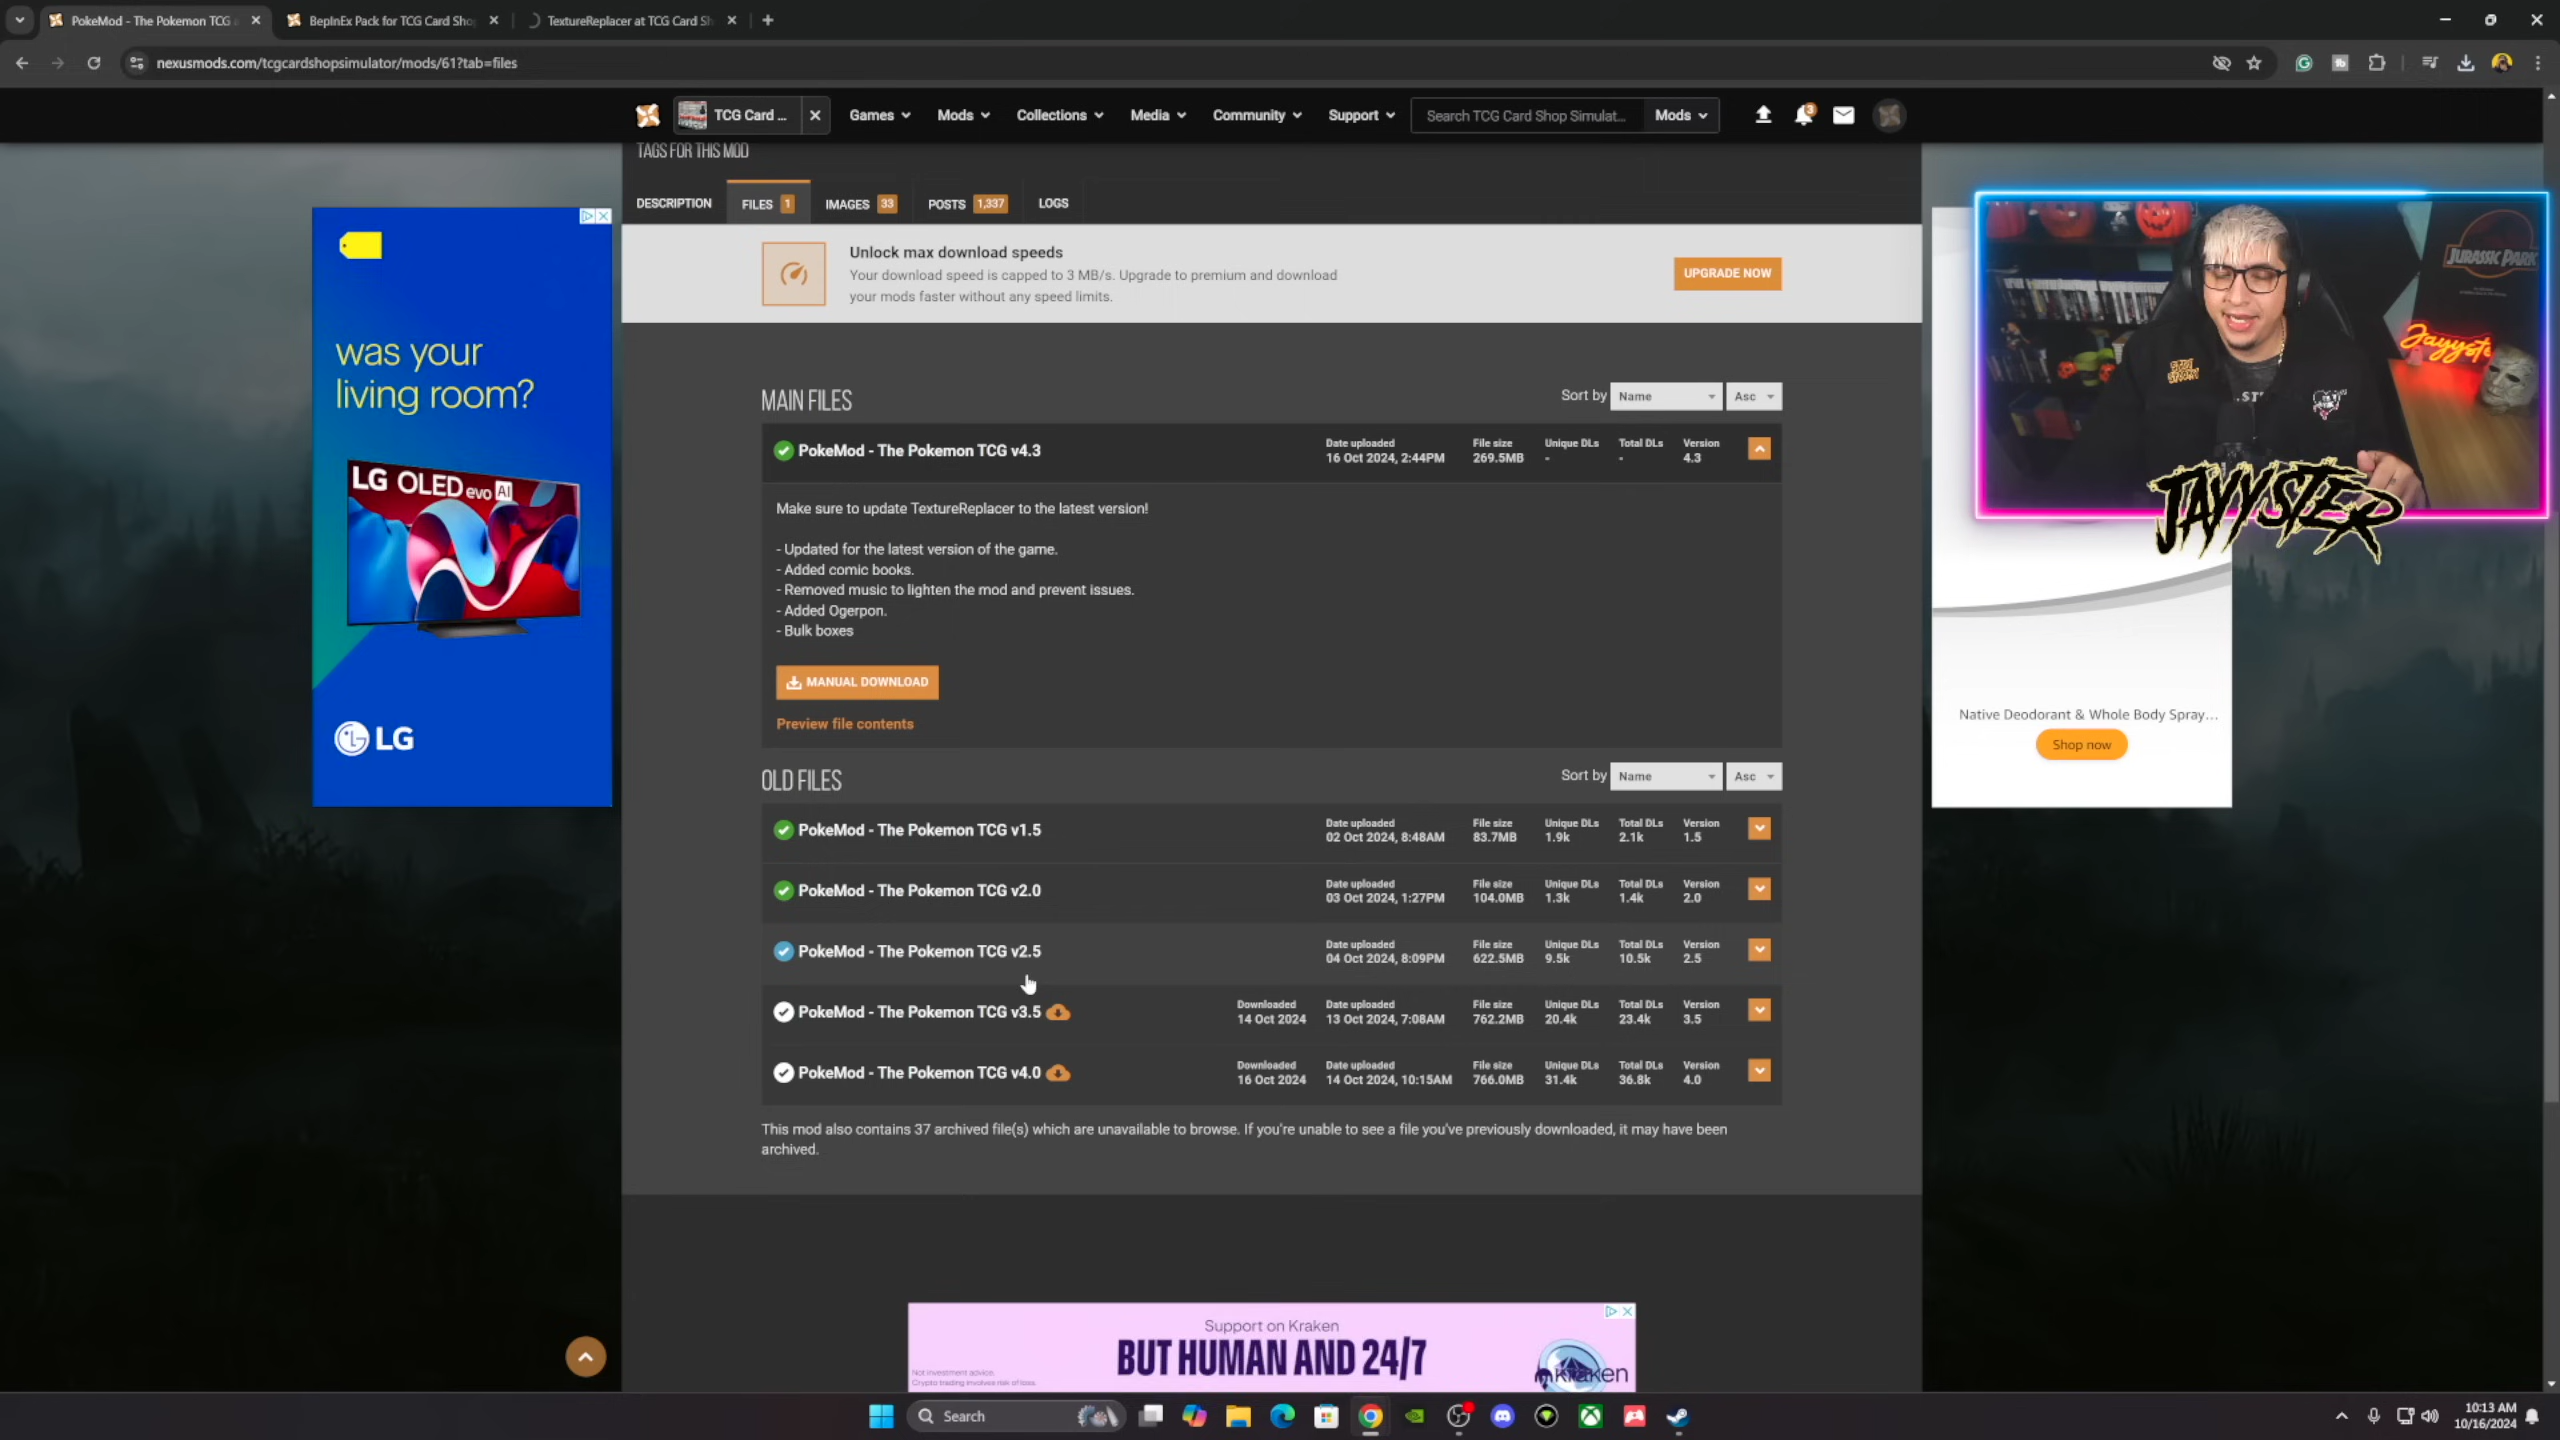 PokeMod - The Pokemon TCG
BepInEx Pack for TCG Card Sho
TextureReplacer at TCG Card Sh
nexusmods.com/tcgcardshopsimulator/mods/61?tab=files
TCG Card ...
Games
Mods
Collections
Media
Community
Support
Search TCG Card Shop Simulat...
Mods
3
TAGS FOR THIS MOD
DESCRIPTION
FILES 1
IMAGES 33
POSTS 1,337
LOGS
Unlock max download speeds
Your download speed is capped to 3 MB/s. Upgrade to premium and download
your mods faster without any speed limits.
UPGRADE NOW
JURASSIC PARK
Jayyste
JAYYSTER
was your
living room?
LG OLED evo AI
LG
MAIN FILES
Sort by Name Asc
PokeMod - The Pokemon TCG v4.3
Date uploaded File size Unique DLs Total DLs Version
16 Oct 2024, 2:44PM 269.5MB - - 4.3
Make sure to update TextureReplacer to the latest version!
- Updated for the latest version of the game.
- Added comic books.
- Removed music to lighten the mod and prevent issues.
- Added Ogerpon.
- Bulk boxes
MANUAL DOWNLOAD
Preview file contents
Native Deodorant & Whole Body Spray...
Shop now
OLD FILES
Sort by Name Asc
PokeMod - The Pokemon TCG v1.5
Date uploaded File size Unique DLs Total DLs Version
02 Oct 2024, 8:48AM 83.7MB 1.9k 2.1k 1.5
PokeMod - The Pokemon TCG v2.0
Date uploaded File size Unique DLs Total DLs Version
03 Oct 2024, 1:27PM 104.0MB 1.3k 1.4k 2.0
PokeMod - The Pokemon TCG v2.5
Date uploaded File size Unique DLs Total DLs Version
04 Oct 2024, 8:09PM 622.5MB 9.5k 10.5k 2.5
PokeMod - The Pokemon TCG v3.5
Downloaded Date uploaded File size Unique DLs Total DLs Version
14 Oct 2024 13 Oct 2024, 7:08AM 762.2MB 20.4k 23.4k 3.5
PokeMod - The Pokemon TCG v4.0
Downloaded Date uploaded File size Unique DLs Total DLs Version
16 Oct 2024 14 Oct 2024, 10:15AM 766.0MB 31.4k 36.8k 4.0
This mod also contains 37 archived file(s) which are unavailable to browse. If you're unable to see a file you've previously downloaded, it may have been
archived.
Support on Kraken
BUT HUMAN AND 24/7
Not investment advice.
Crypto trading involves risk of loss.
Kraken
Search
10:13 AM
10/16/2024